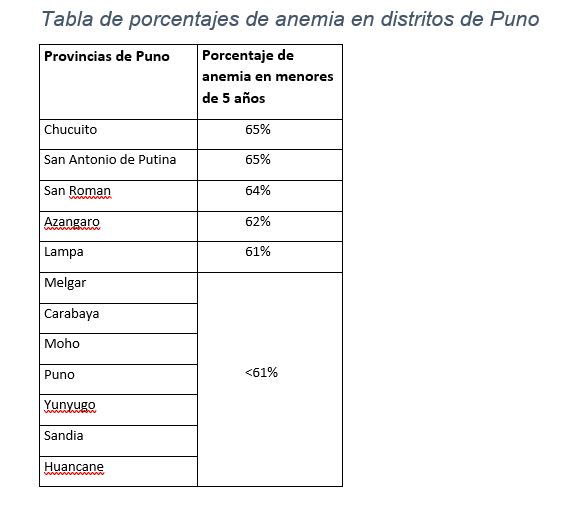 Tabla de porcentajes de anemia en distritos de Puno
Provincias de Puno
Porcentaje de
anemia en menores
de 5 años
Chucuito
65%
San Antonio de Putina
65%
San Roman
64%
Azangaro
62%
Lampa
61%
Melgar
Carabaya
Moho
Puno
<61%
Yunyugo
Sandia
Huancane